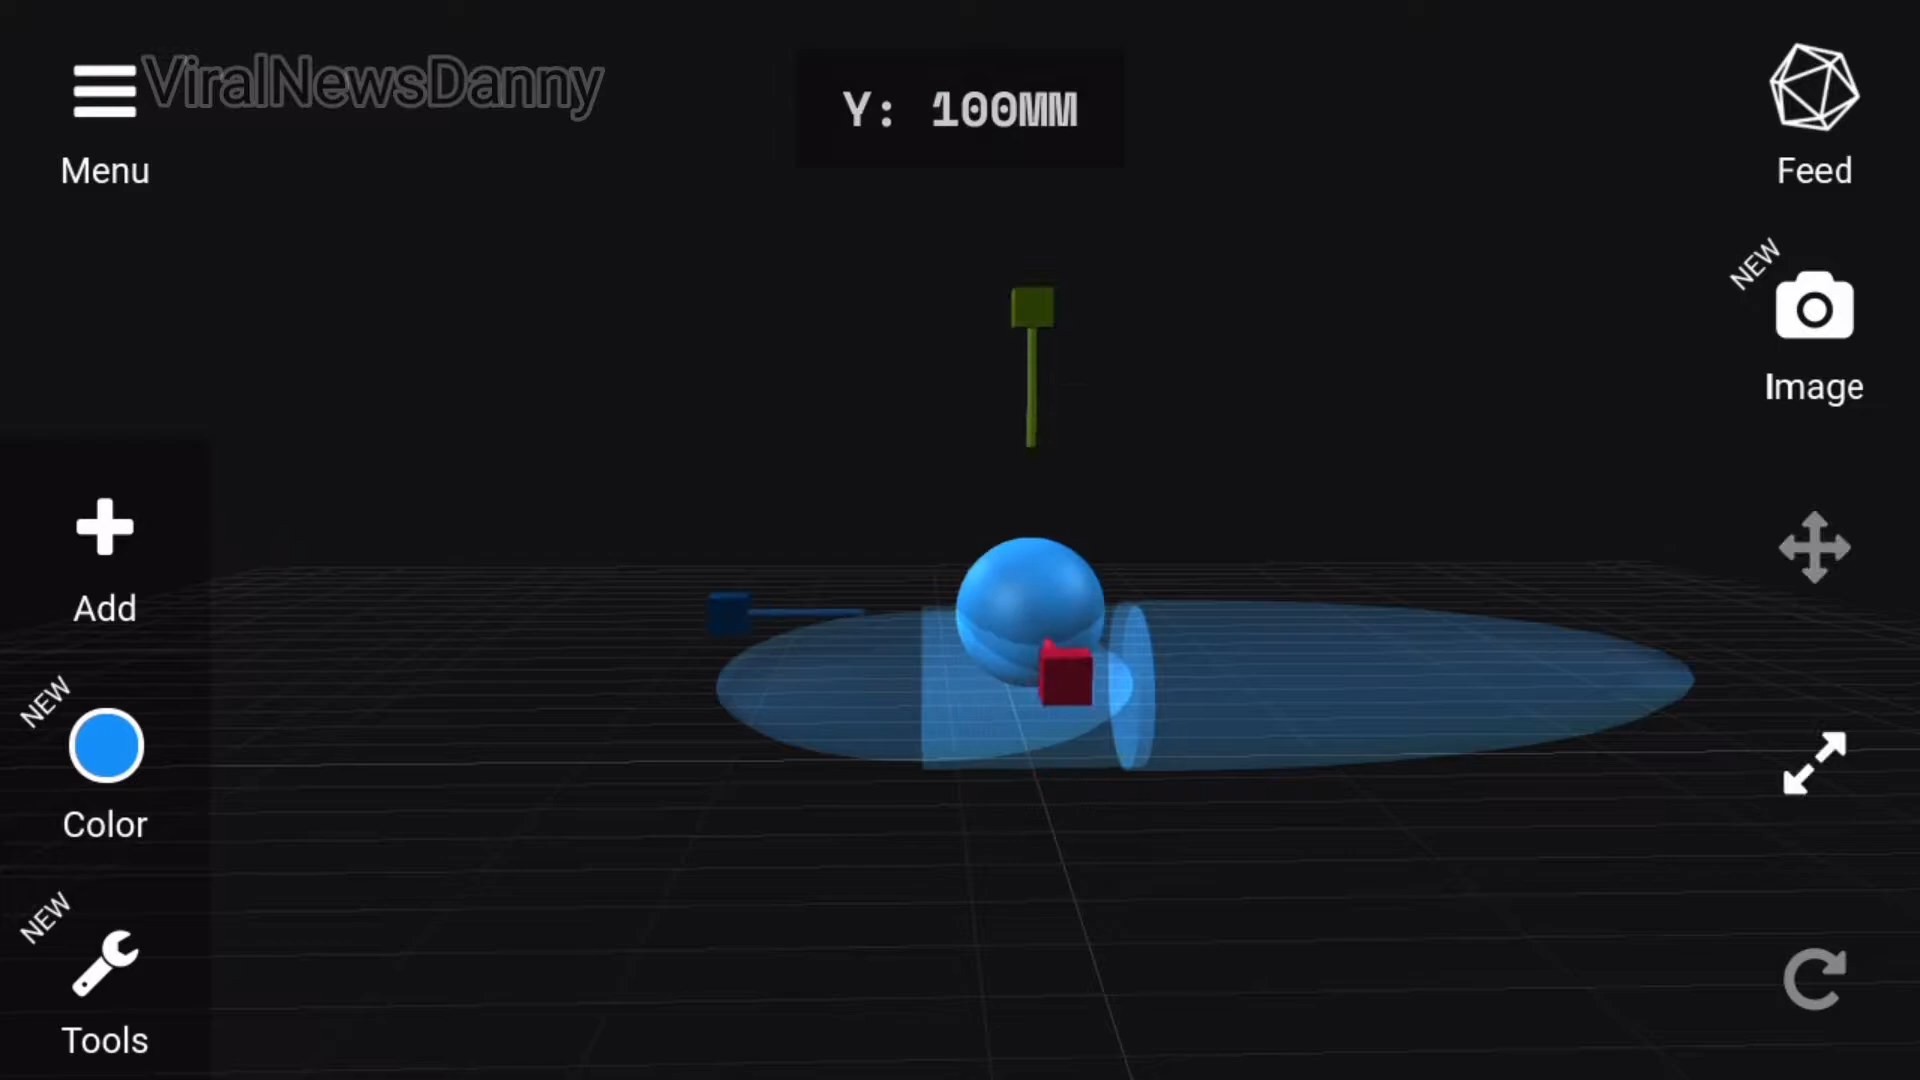 ViralNewsDanny
Menu
Y: 100MM
Feed
NEW
Image
Add
NEW
Color
NEW
Tools